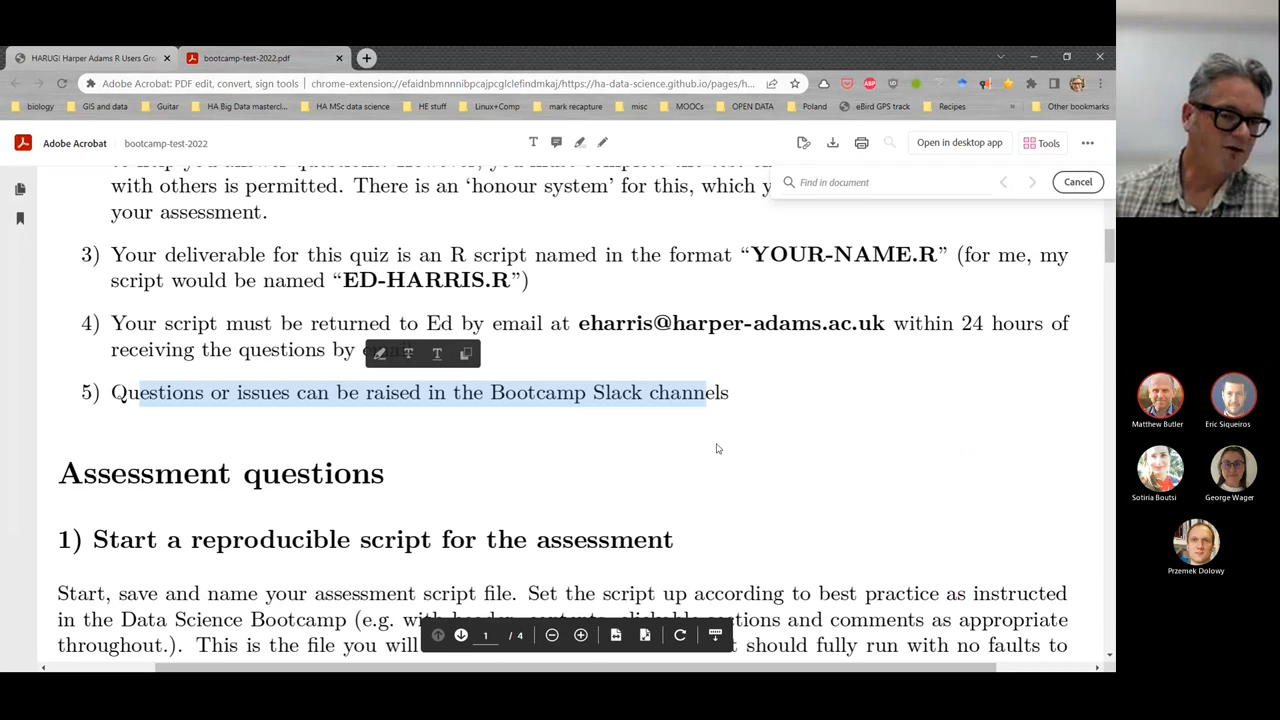 HARUG! Harper Adams R Users Gro
bootcamp-test-2022.pdf
Adobe Acrobat: PDF edit, convert, sign tools | chrome-extension://efaidnbmnnnibpcajpcglclefindmkaj/https://ha-data-science.github.io/pages/h...
biology GIS and data Guitar HA Big Data mastercl... HA MSc data science HE stuff Linux+Comp mark recapture misc MOOCs OPEN DATA Poland eBird GPS track Recipes Other bookmarks
Adobe Acrobat bootcamp-test-2022 Open in desktop app Tools
Find in document Cancel
with others is permitted. There is an ‘honour system’ for this, which y
your assessment.
3) Your deliverable for this quiz is an R script named in the format “YOUR-NAME.R” (for me, my
script would be named “ED-HARRIS.R”)
4) Your script must be returned to Ed by email at eharris@harper-adams.ac.uk within 24 hours of
receiving the questions by
5) Questions or issues can be raised in the Bootcamp Slack channels
Assessment questions
1) Start a reproducible script for the assessment
Start, save and name your assessment script file. Set the script up according to best practice as instructed
in the Data Science Bootcamp (e.g. with ctions and comments as appropriate
throughout.). This is the file you will should fully run with no faults to
1 / 4
Matthew Butler
Eric Siqueiros
Sotiria Boutsi
George Wager
Przemek Dolowy